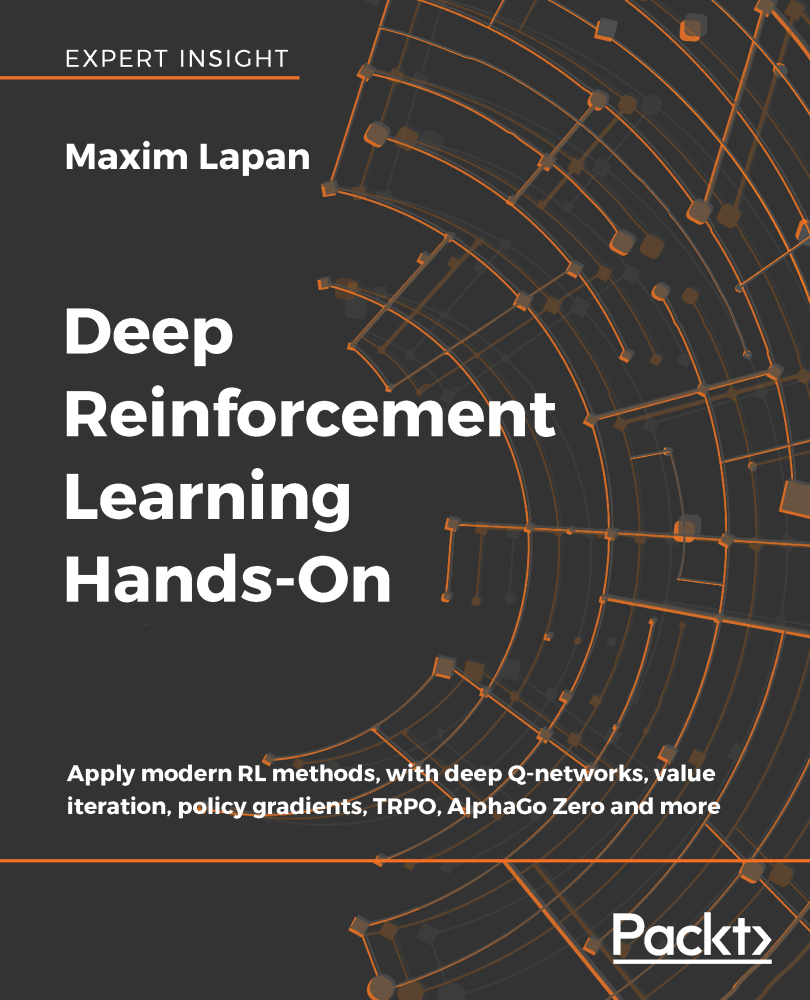 EXPERT INSIGHT
Maxim Lapan
Deep
Reinforcement
Learning
Hands-On
Apply modern RL methods, with deep Q-networks, value
iteration, policy gradients, TRPO, AlphaGo Zero and more
Packt>